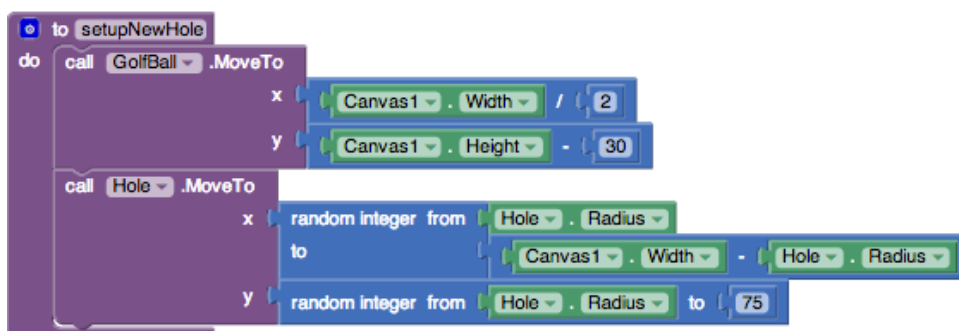 to setupNewHole
do call GolfBall .MoveTo
x Canvas1 . Width / 2
y Canvas1 . Height - 30
call Hole .MoveTo
x random integer from Hole . Radius
to Canvas1 . Width - Hole . Radius
y random integer from Hole . Radius to 75